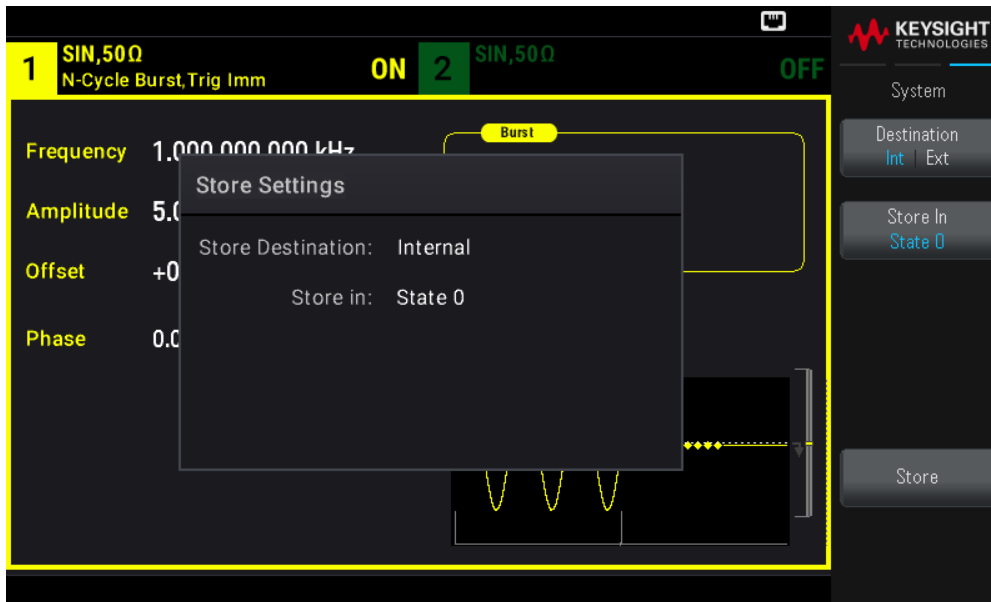 KEYSIGHT
TECHNOLOGIES
1 SIN,50Ω
N-Cycle Burst,Trig Imm
ON
2 SIN,50Ω
OFF
System
Burst
Frequency 1.000 000 000 kHz
Amplitude 5.0
Offset +0
Phase 0.0
Store Settings
Store Destination: Internal
Store in: State 0
Destination
Int | Ext
Store In
State 0
Store